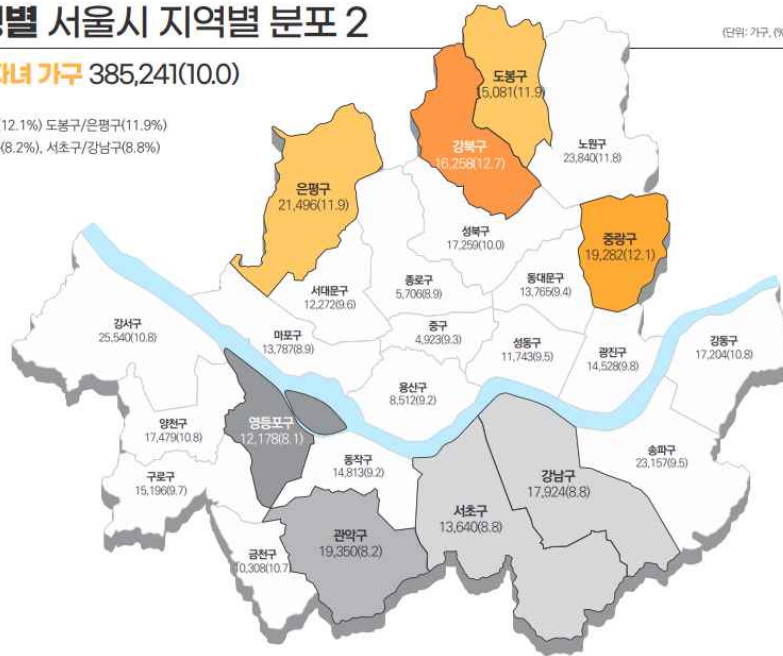 별 서울시 지역별 분포 2
(단위: 가구, (%
자녀 가구 385,241(10.0)
(12.1%) 도봉구/은평구(11.9%)
(8.2%), 서초구/강남구(8.8%)
도봉구
15,081(11.9)
강북구
16,258(12.7)
노원구
23,840(11.8)
은평구
21,496(11.9)
성북구
17,259(10.0)
중랑구
19,282(12.1)
서대문구
12,272(9.6)
종로구
5,706(8.9)
동대문구
13,765(9.4)
강서구
25,540(10.8)
마포구
13,787(8.9)
중구
4,923(9.3)
성동구
11,743(9.5)
광진구
14,528(9.8)
강동구
17,204(10.8)
용산구
8,512(9.2)
양천구
17,479(10.8)
영등포구
12,178(8.1)
동작구
14,813(9.2)
송파구
23,157(9.5)
구로구
15,196(9.7)
서초구
13,640(8.8)
강남구
17,924(8.8)
관악구
19,350(8.2)
금천구
10,308(10.7)